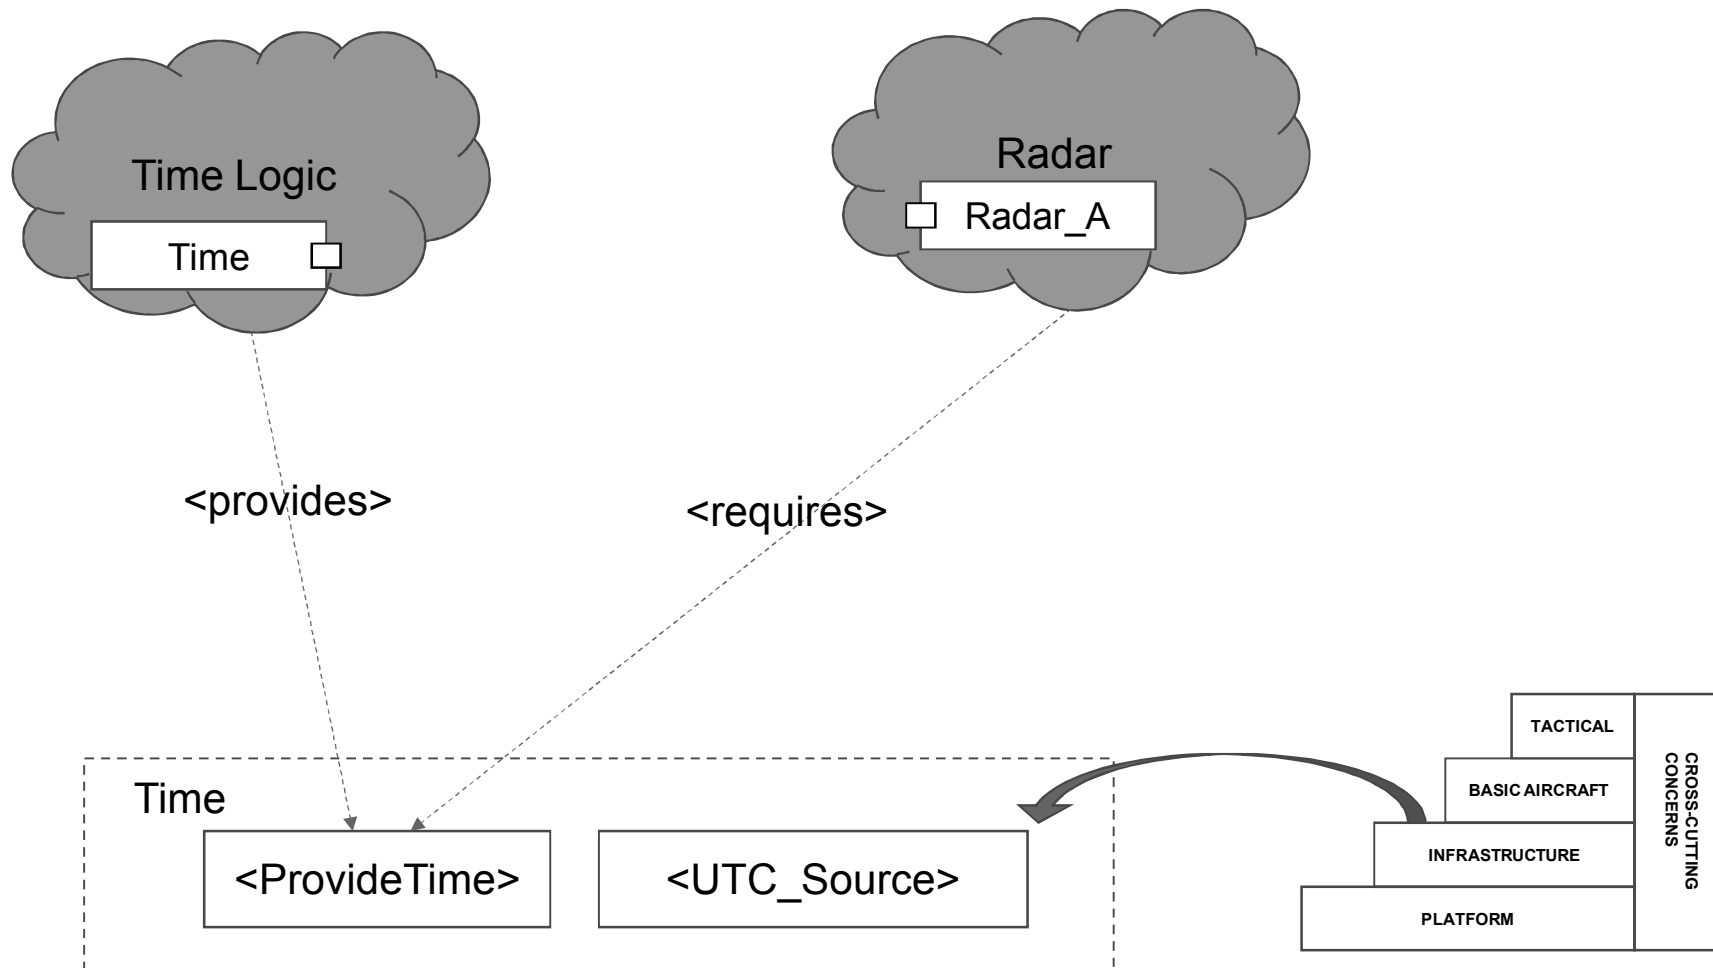 Time Logic
Time
Radar
Radar_A
<provides>
<requires>
Time
<ProvideTime>
<UTC_Source>
TACTICAL
BASIC AIRCRAFT
INFRASTRUCTURE
PLATFORM
CROSS-CUTTING
CONCERNS